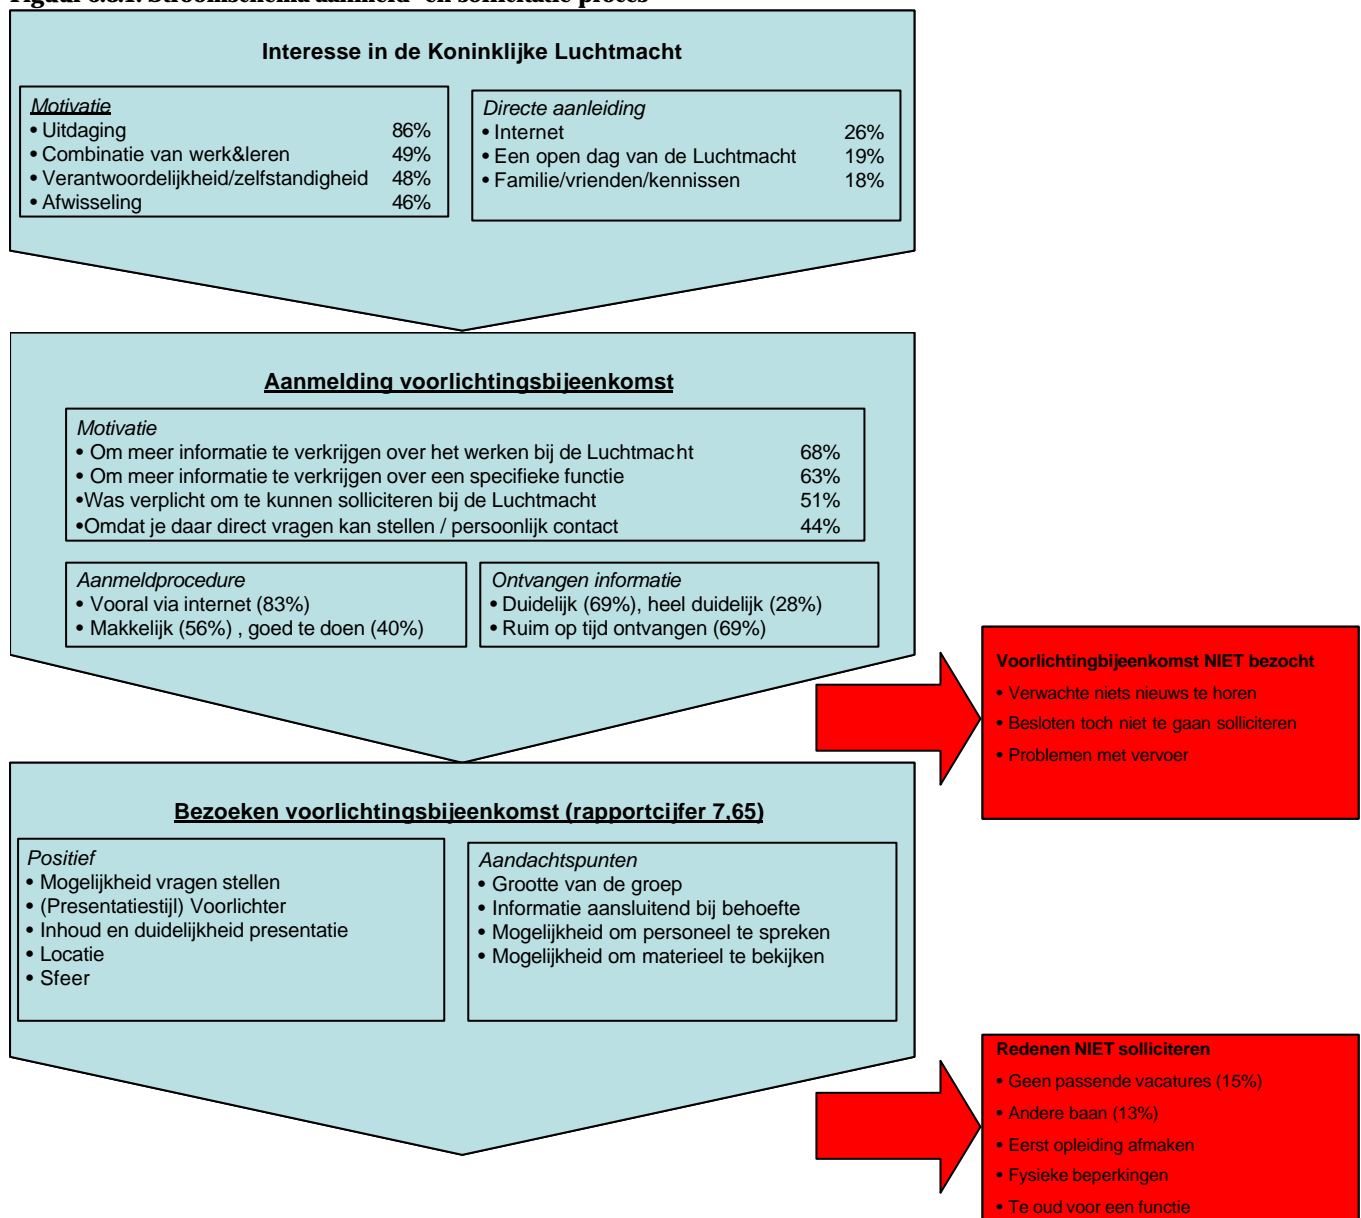 Figuur 6.3.1: Stroomschema aanmeld- en sollicitatie proces
Interesse in de Koninklijke Luchtmacht
Motivatie
• Uitdaging 86%
• Combinatie van werk&leren 49%
• Verantwoordelijkheid/zelfstandigheid 48%
• Afwisseling 46%
Directe aanleiding
• Internet 26%
• Een open dag van de Luchtmacht 19%
• Familie/vrienden/kennissen 18%
Aanmelding voorlichtingsbijeenkomst
Motivatie
• Om meer informatie te verkrijgen over het werken bij de Luchtmacht 68%
• Om meer informatie te verkrijgen over een specifieke functie 63%
•Was verplicht om te kunnen solliciteren bij de Luchtmacht 51%
•Omdat je daar direct vragen kan stellen / persoonlijk contact 44%
Aanmeldprocedure
• Vooral via internet (83%)
• Makkelijk (56%) , goed te doen (40%)
Ontvangen informatie
• Duidelijk (69%), heel duidelijk (28%)
• Ruim op tijd ontvangen (69%)
Voorlichtingbijeenkomst NIET bezocht
• Verwachte niets nieuws te horen
• Besloten toch niet te gaan solliciteren
• Problemen met vervoer
Bezoeken voorlichtingsbijeenkomst (rapportcijfer 7,65)
Positief
• Mogelijkheid vragen stellen
• (Presentatiestijl) Voorlichter
• Inhoud en duidelijkheid presentatie
• Locatie
• Sfeer
Aandachtspunten
• Grootte van de groep
• Informatie aansluitend bij behoefte
• Mogelijkheid om personeel te spreken
• Mogelijkheid om materieel te bekijken
Redenen NIET solliciteren
• Geen passende vacatures (15%)
• Andere baan (13%)
• Eerst opleiding afmaken
• Fysieke beperkingen
• Te oud voor een functie